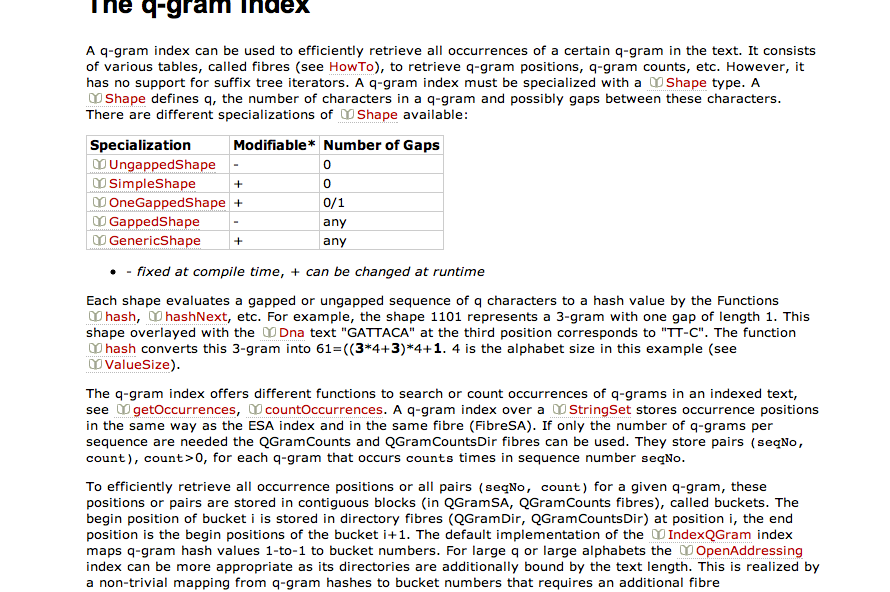 The q-gram Index
A q-gram index can be used to efficiently retrieve all occurrences of a certain q-gram in the text. It consists
of various tables, called fibres (see HowTo), to retrieve q-gram positions, q-gram counts, etc. However, it
has no support for suffix tree iterators. A q-gram index must be specialized with a Shape type. A
Shape defines q, the number of characters in a q-gram and possibly gaps between these characters.
There are different specializations of Shape available:
Specialization Modifiable* Number of Gaps
UngappedShape - 0
SimpleShape + 0
OneGappedShape + 0/1
GappedShape - any
GenericShape + any
• - fixed at compile time, + can be changed at runtime
Each shape evaluates a gapped or ungapped sequence of q characters to a hash value by the Functions
hash, hashNext, etc. For example, the shape 1101 represents a 3-gram with one gap of length 1. This
shape overlayed with the Dna text "GATTACA" at the third position corresponds to "TT-C". The function
hash converts this 3-gram into 61=((3*4+3)*4+1. 4 is the alphabet size in this example (see
ValueSize).
The q-gram index offers different functions to search or count occurrences of q-grams in an indexed text,
see getOccurrences, countOccurrences. A q-gram index over a StringSet stores occurrence positions
in the same way as the ESA index and in the same fibre (FibreSA). If only the number of q-grams per
sequence are needed the QGramCounts and QGramCountsDir fibres can be used. They store pairs (seqNo,
count), count>0, for each q-gram that occurs counts times in sequence number seqNo.
To efficiently retrieve all occurrence positions or all pairs (seqNo, count) for a given q-gram, these
positions or pairs are stored in contiguous blocks (in QGramSA, QGramCounts fibres), called buckets. The
begin position of bucket i is stored in directory fibres (QGramDir, QGramCountsDir) at position i, the end
position is the begin positions of the bucket i+1. The default implementation of the IndexQGram index
maps q-gram hash values 1-to-1 to bucket numbers. For large q or large alphabets the OpenAddressing
index can be more appropriate as its directories are additionally bound by the text length. This is realized by
a non-trivial mapping from q-gram hashes to bucket numbers that requires an additional fibre